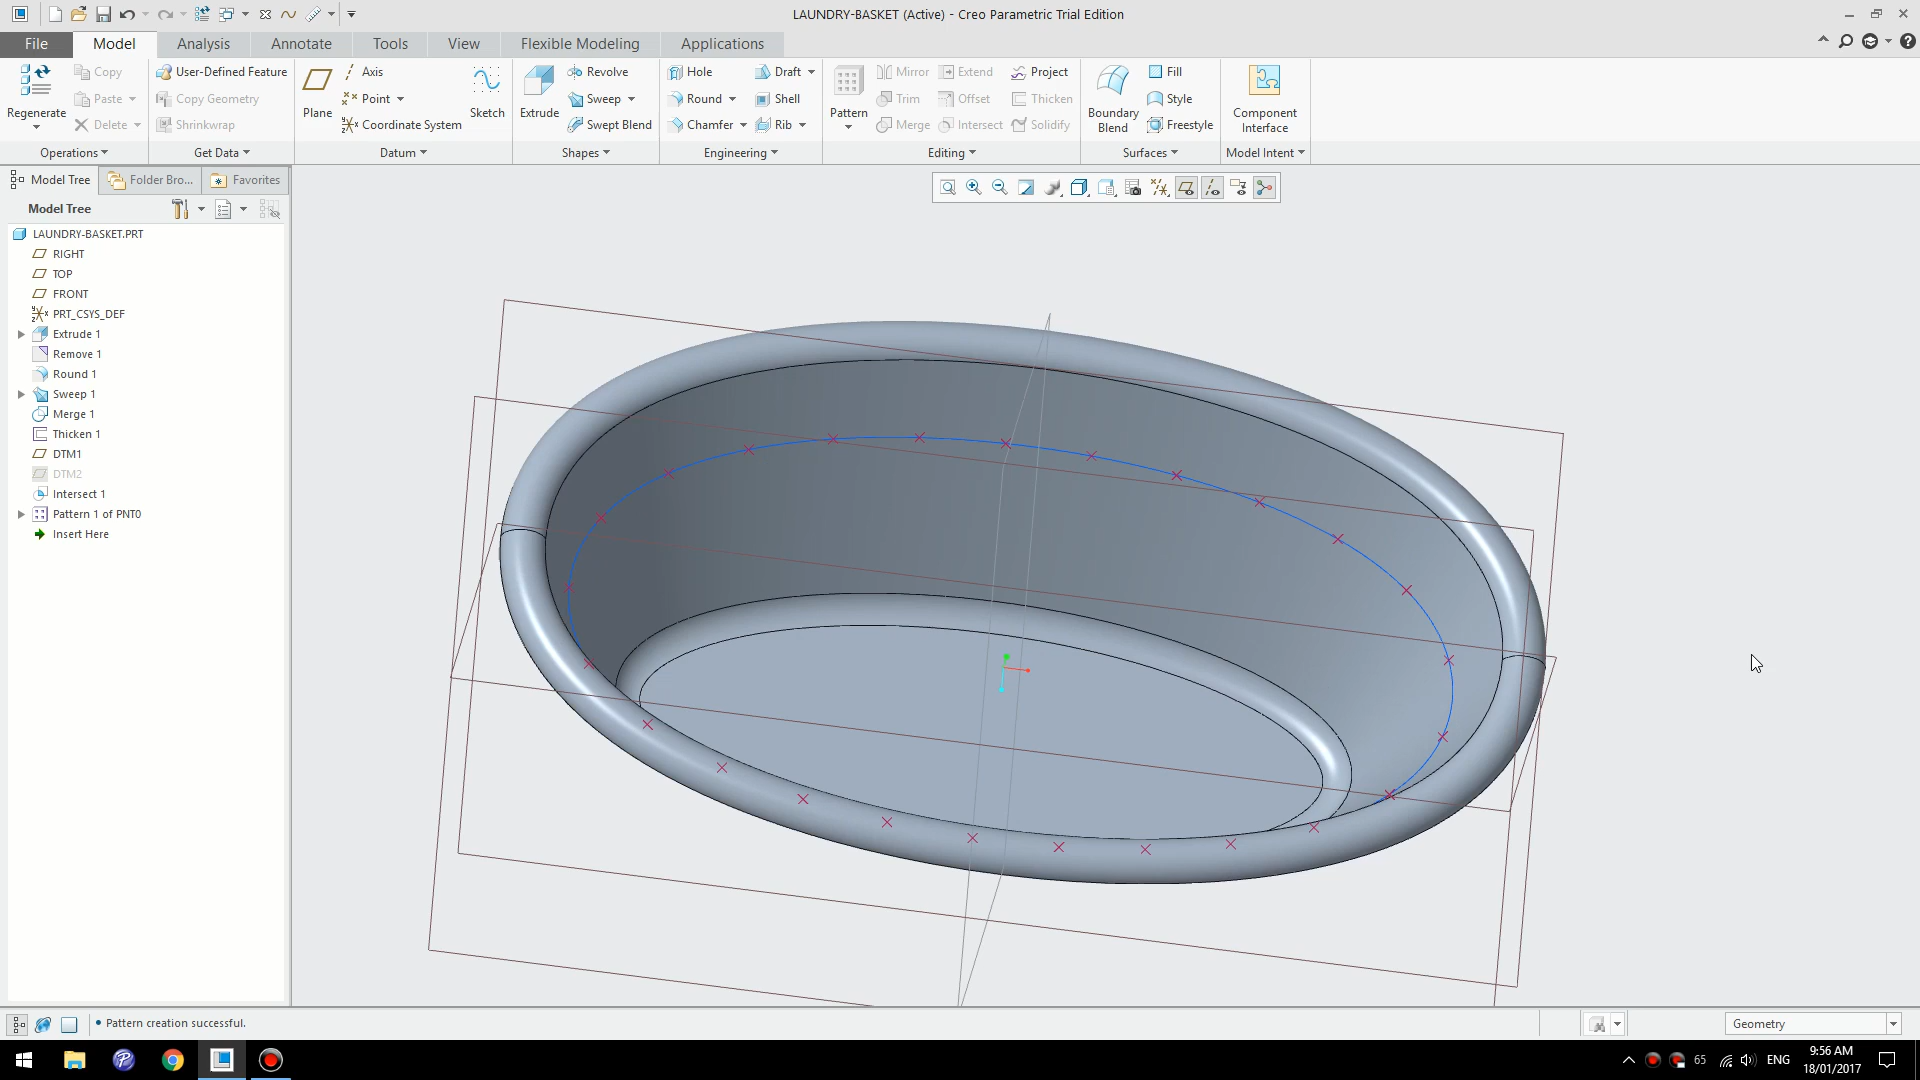 LAUNDRY-BASKET (Active) - Creo Parametric Trial Edition
File Model Analysis Annotate Tools View Flexible Modeling Applications
Regenerate
Copy
Paste
Delete
Operations
User-Defined Feature
Copy Geometry
Shrinkwrap
Get Data
Plane
Axis
Point
Coordinate System
Sketch
Datum
Extrude
Revolve
Sweep
Swept Blend
Shapes
Hole
Round
Chamfer
Draft
Shell
Rib
Engineering
Pattern
Mirror
Trim
Merge
Extend
Offset
Intersect
Project
Thicken
Solidify
Editing
Boundary
Blend
Fill
Style
Freestyle
Surfaces
Component
Interface
Model Intent
Model Tree Folder Bro... Favorites
Model Tree
LAUNDRY-BASKET.PRT
RIGHT
TOP
FRONT
PRT_CSYS_DEF
Extrude 1
Remove 1
Round 1
Sweep 1
Merge 1
Thicken 1
DTM1
DTM2
Intersect 1
Pattern 1 of PNT0
Insert Here
• Pattern creation successful.
Geometry
65 ENG
9:56 AM
18/01/2017